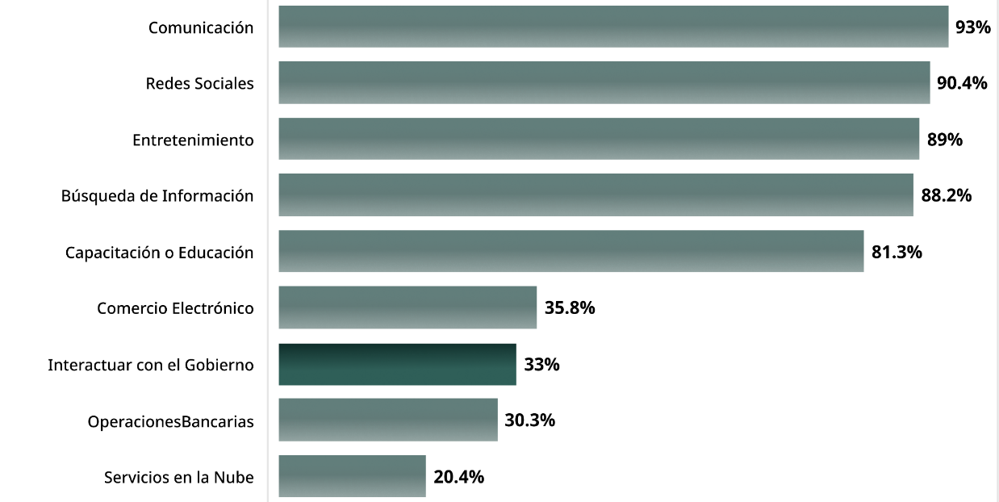 Comunicación 93%
Redes Sociales 90.4%
Entretenimiento 89%
Búsqueda de Información 88.2%
Capacitación o Educación 81.3%
Comercio Electrónico 35.8%
Interactuar con el Gobierno 33%
OperacionesBancarias 30.3%
Servicios en la Nube 20.4%